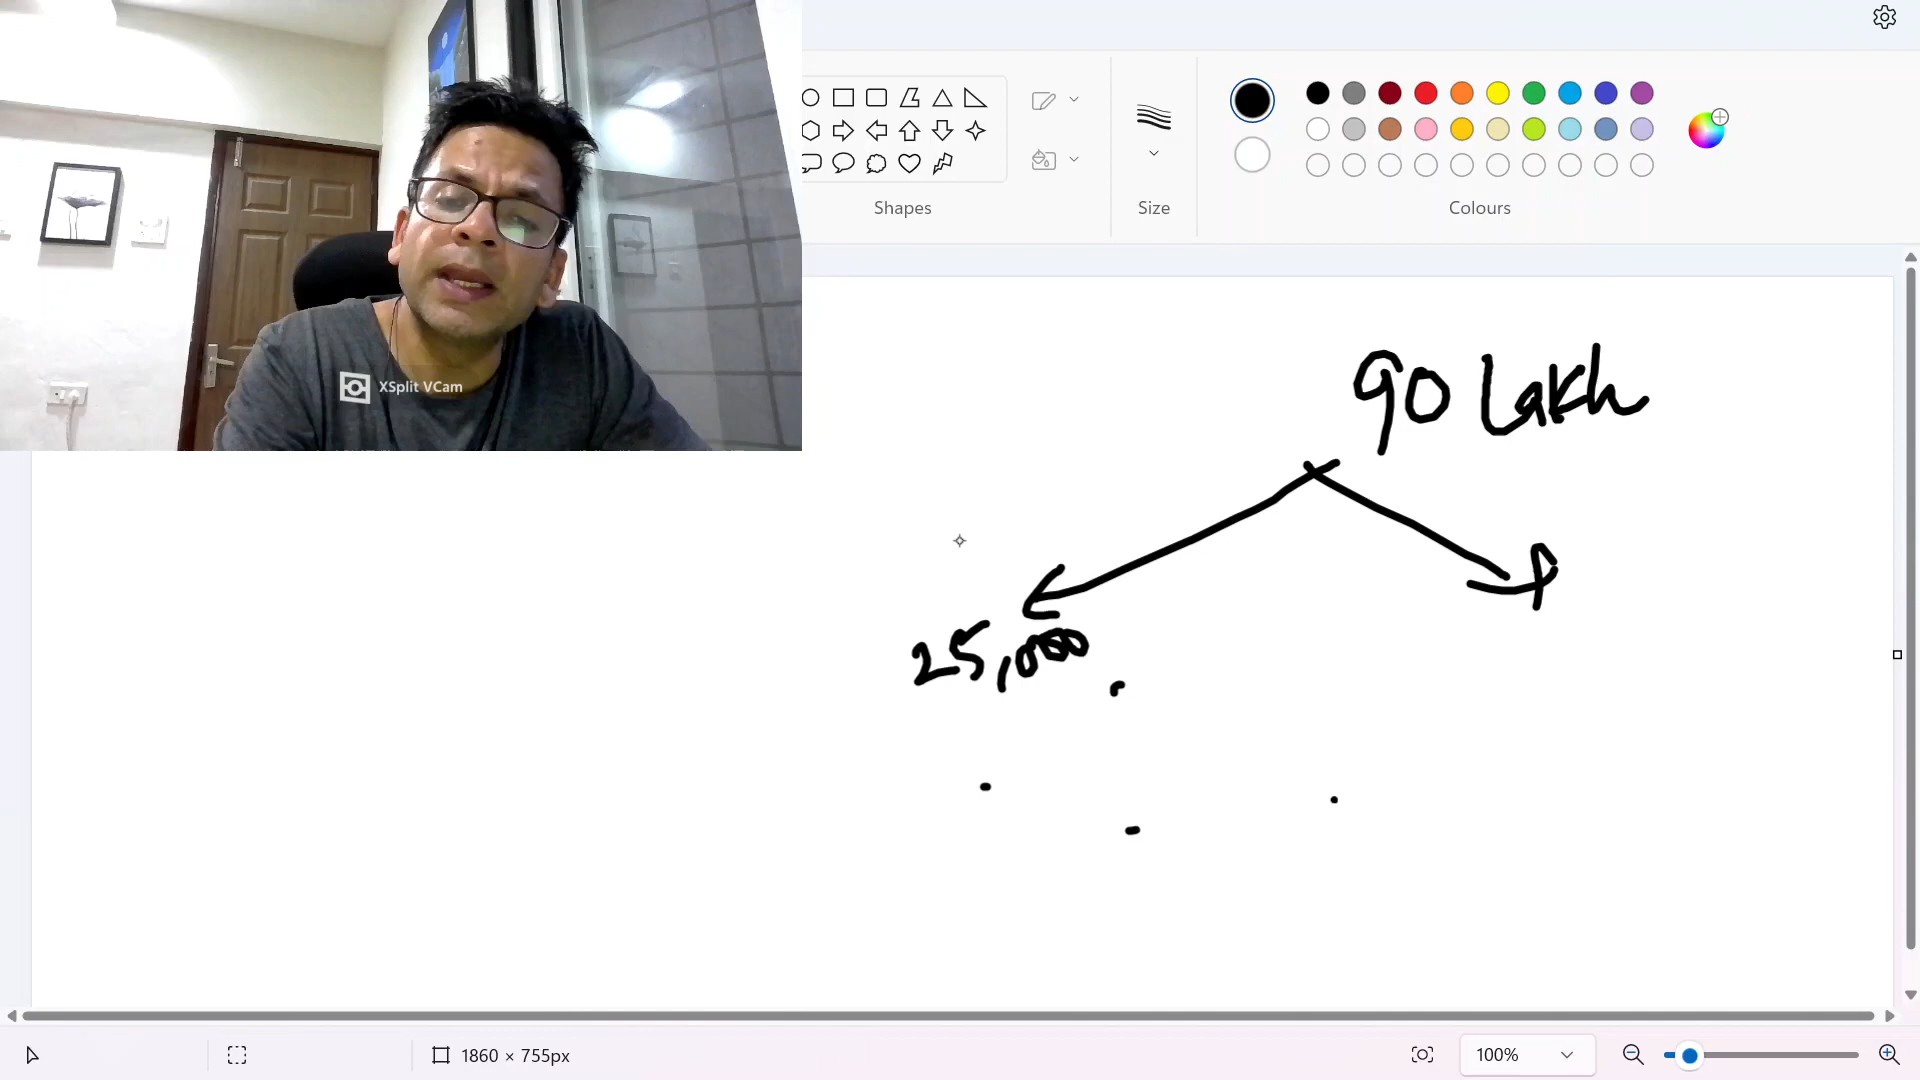 XSplit VCam
Shapes
Size
Colours
90 Lakh
25,000
1860 × 755px
100%